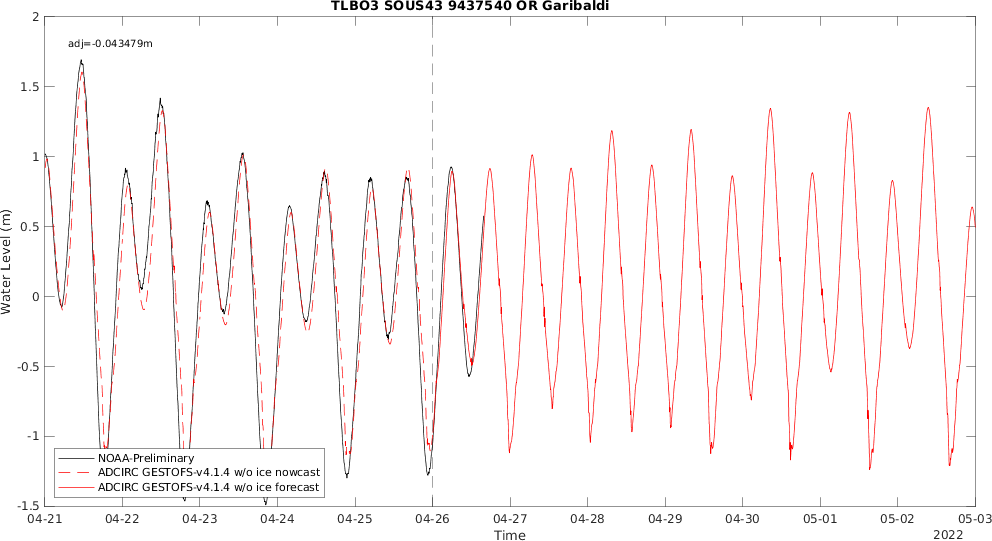 TLBO3 SOUS43 9437540 OR Garibaldi
adj=-0.043479m
Water Level (m)
2
1.5
1
0.5
0
-0.5
-1
-1.5
NOAA-Preliminary
ADCIRC GESTOFS-v4.1.4 w/o ice nowcast
ADCIRC GESTOFS-v4.1.4 w/o ice forecast
04-21 04-22 04-23 04-24 04-25 04-26 04-27 04-28 04-29 04-30 05-01 05-02 05-03
Time
2022